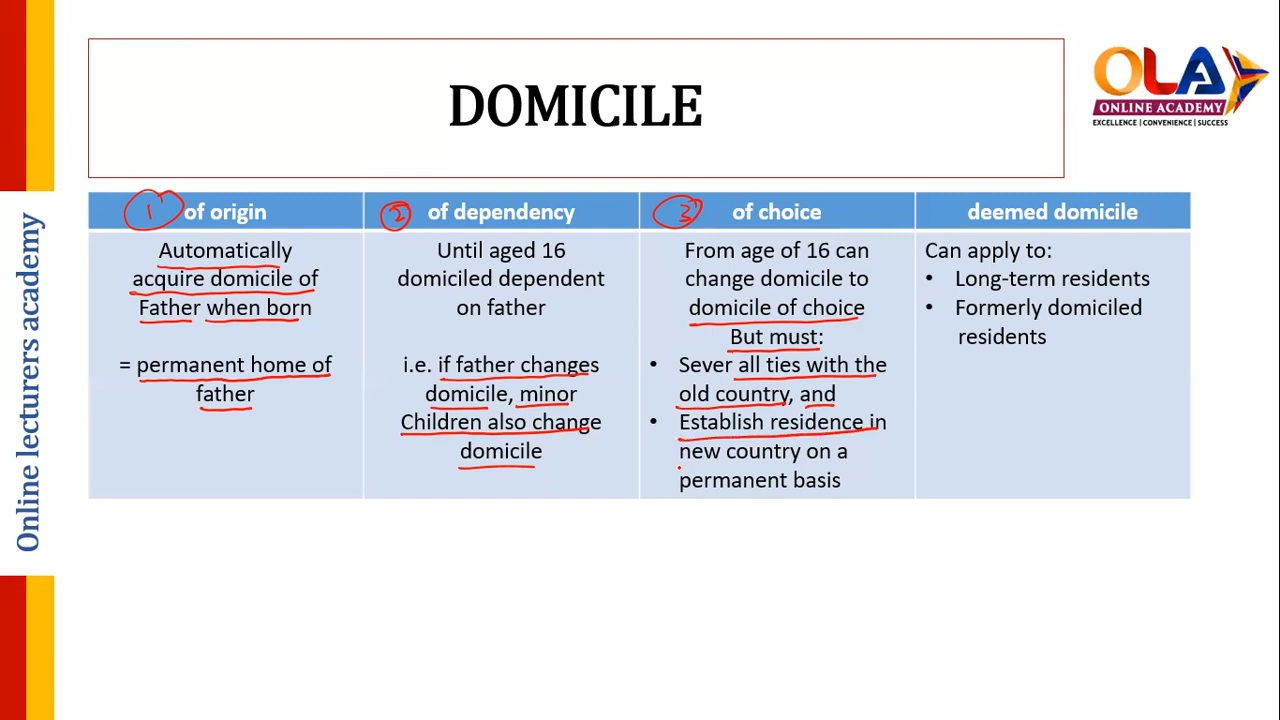 DOMICILE
OLA
ONLINE ACADEMY
EXCELLENCE | CONVENIENCE | SUCCESS
Online lecturers academy
1 of origin
Automatically
acquire domicile of
Father when born
= permanent home of
father
2 of dependency
Until aged 16
domiciled dependent
on father
i.e. if father changes
domicile, minor
Children also change
domicile
3 of choice
From age of 16 can
change domicile to
domicile of choice
But must:
• Sever all ties with the
old country, and
• Establish residence in
new country on a
permanent basis
deemed domicile
Can apply to:
• Long-term residents
• Formerly domiciled
residents